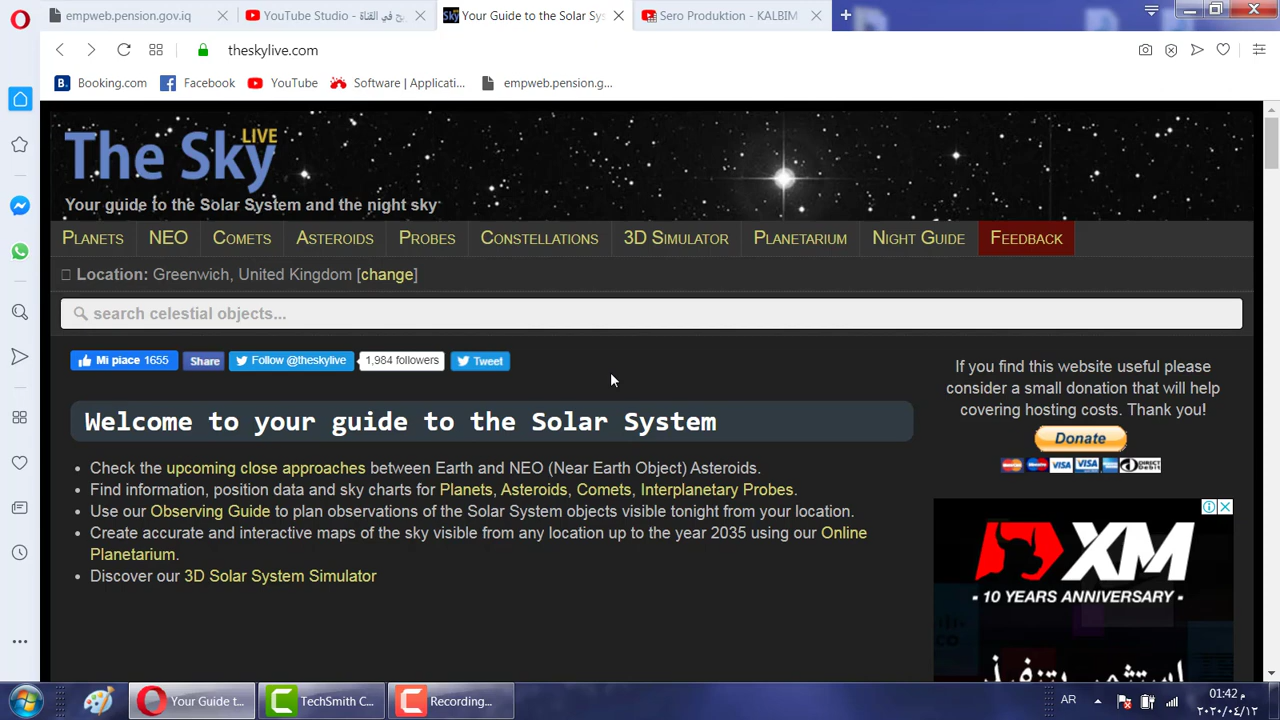 empweb.pension.gov.iq
YouTube Studio - ربح في القناة
Your Guide to the Solar Sys
Sero Produktion - KALBIM
theskylive.com
Booking.com
Facebook
YouTube
Software | Applicati...
empweb.pension.g...
The Sky LIVE
Your guide to the Solar System and the night sky
PLANETS
NEO
COMETS
ASTEROIDS
PROBES
CONSTELLATIONS
3D SIMULATOR
PLANETARIUM
NIGHT GUIDE
FEEDBACK
Location: Greenwich, United Kingdom [change]
search celestial objects...
Mi piace 1655
Share
Follow @theskylive
1,984 followers
Tweet
If you find this website useful please
consider a small donation that will help
covering hosting costs. Thank you!
Donate
Welcome to your guide to the Solar System
• Check the upcoming close approaches between Earth and NEO (Near Earth Object) Asteroids.
• Find information, position data and sky charts for Planets, Asteroids, Comets, Interplanetary Probes.
• Use our Observing Guide to plan observations of the Solar System objects visible tonight from your location.
• Create accurate and interactive maps of the sky visible from any location up to the year 2035 using our Online
Planetarium.
• Discover our 3D Solar System Simulator
XM
- 10 YEARS ANNIVERSARY -
استثمر بتنفيذ
Your Guide t...
TechSmith C...
Recording...
AR
01:42 م
٢٠٢٠/٠٤/١٢